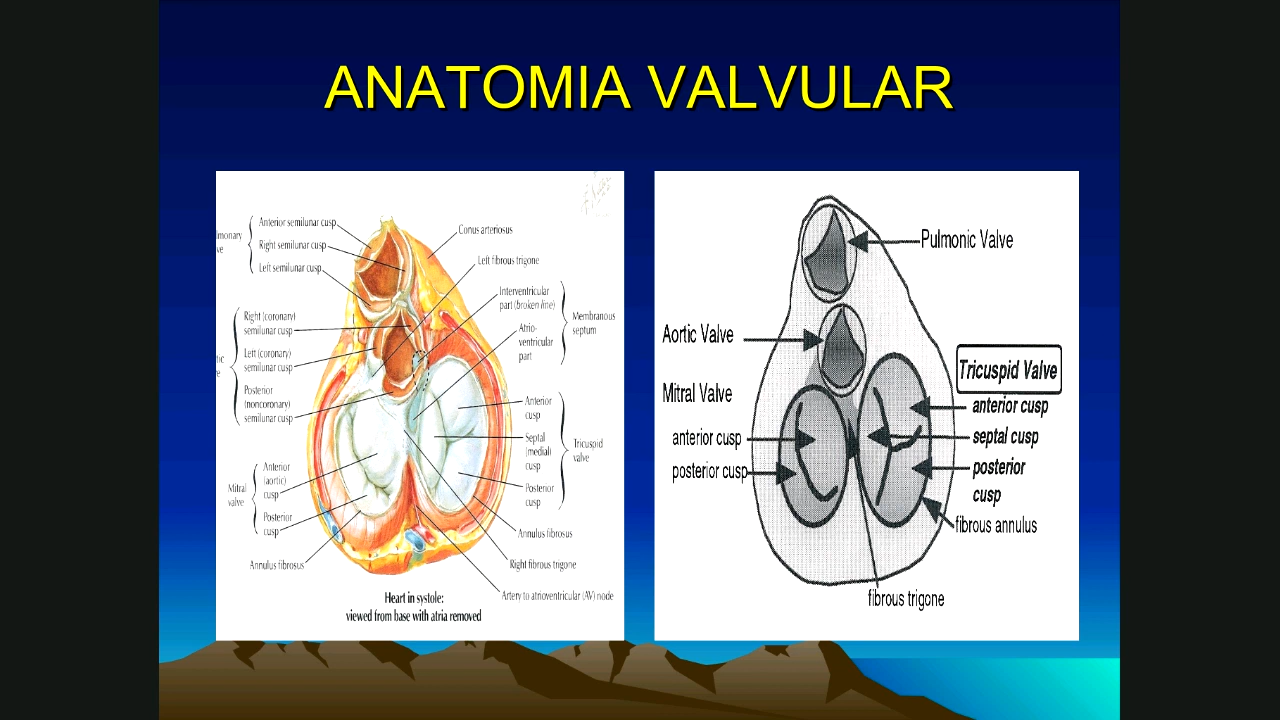 ANATOMIA VALVULAR
Anterior semilunar cusp
Right semilunar cusp
Left semilunar cusp
Right (coronary)
semilunar cusp
Left (coronary)
semilunar cusp
Posterior
(noncoronary)
semilunar cusp
Mitral
valve
Anterior
(aortic)
cusp
Posterior
cusp
Annulus fibrosus
Conus arteriosus
Left fibrous trigone
Interventricular
part (broken line)
Atrio-
ventricular
part
Membranous
septum
Anterior
cusp
Septal
(medial)
cusp
Posterior
cusp
Tricuspid
valve
Annulus fibrosus
Right fibrous trigone
Artery to atrioventricular (AV) node
Heart in systole:
viewed from base with atria removed
Pulmonic Valve
Aortic Valve
Mitral Valve
anterior cusp
posterior cusp
Tricuspid Valve
anterior cusp
septal cusp
posterior
cusp
fibrous annulus
fibrous trigone